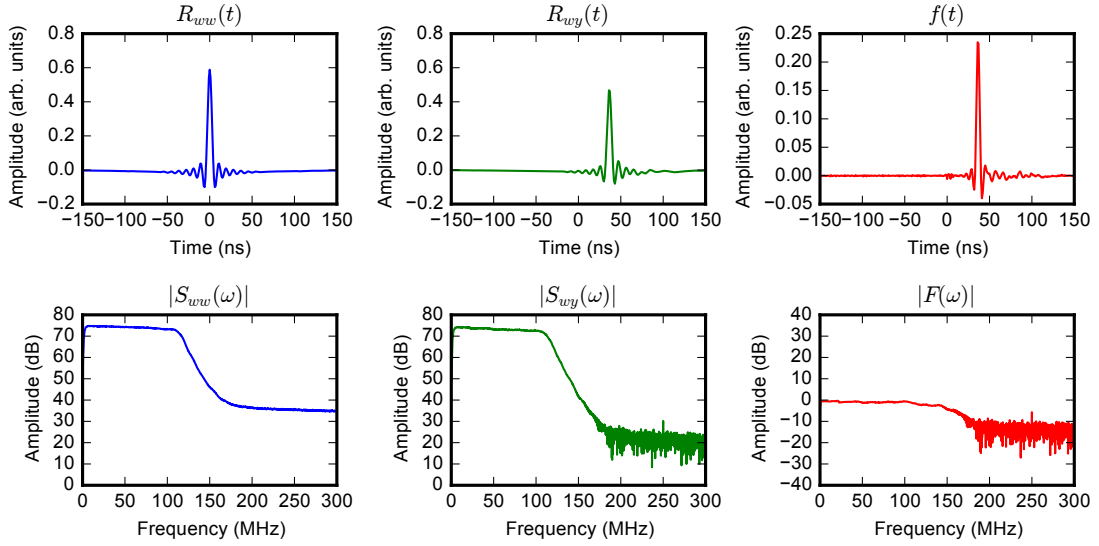 R_ww(t)
Amplitude (arb. units)
0.8
0.6
0.4
0.2
0.0
−0.2
−150 −100 −50 0 50 100 150
Time (ns)
R_wy(t)
Amplitude (arb. units)
0.8
0.6
0.4
0.2
0.0
−0.2
−150 −100 −50 0 50 100 150
Time (ns)
f(t)
Amplitude (arb. units)
0.25
0.20
0.15
0.10
0.05
0.00
−0.05
−150 −100 −50 0 50 100 150
Time (ns)
|S_ww(ω)|
Amplitude (dB)
80
70
60
50
40
30
20
10
0
0 50 100 150 200 250 300
Frequency (MHz)
|S_wy(ω)|
Amplitude (dB)
80
70
60
50
40
30
20
10
0
0 50 100 150 200 250 300
Frequency (MHz)
|F(ω)|
Amplitude (dB)
40
30
20
10
0
−10
−20
−30
−40
0 50 100 150 200 250 300
Frequency (MHz)